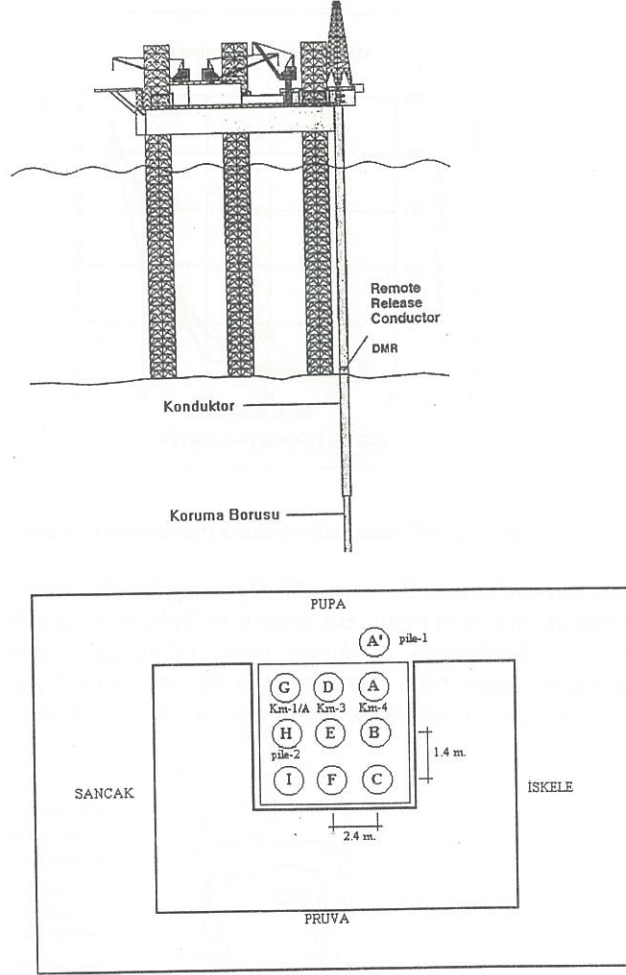 Remote
Release
Conductor
DMR
Konduktor
Koruma Borusu
PUPA
A' pile-1
G D A
Km-1/A Km-3 Km-4
H E B
pile-2
1.4 m.
I F C
SANCAK
İSKELE
2.4 m.
PRUVA